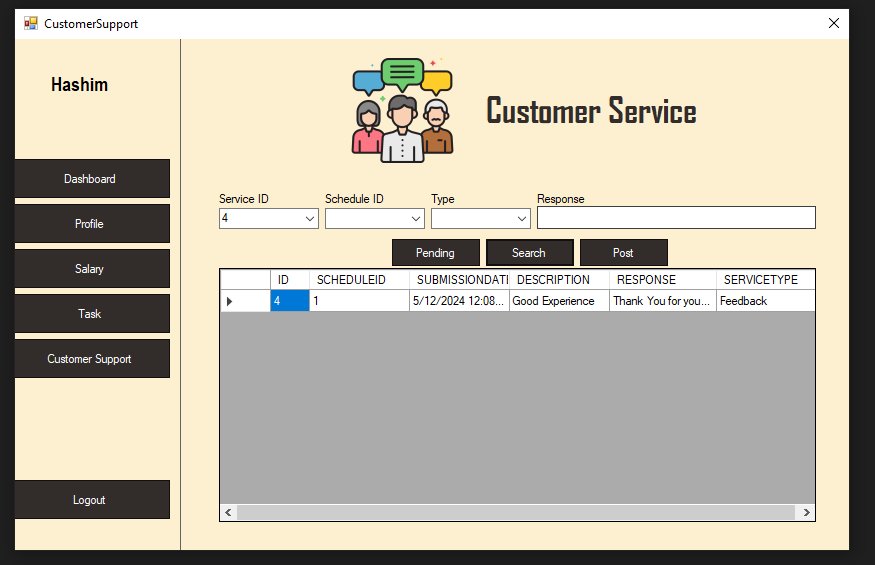 CustomerSupport
Hashim
Customer Service
Dashboard
Profile
Salary
Task
Customer Support
Logout
Service ID Schedule ID Type Response
4
Pending Search Post
ID SCHEDULEID SUBMISSIONDATI DESCRIPTION RESPONSE SERVICETYPE
4 1 5/12/2024 12:08... Good Experience Thank You for you... Feedback